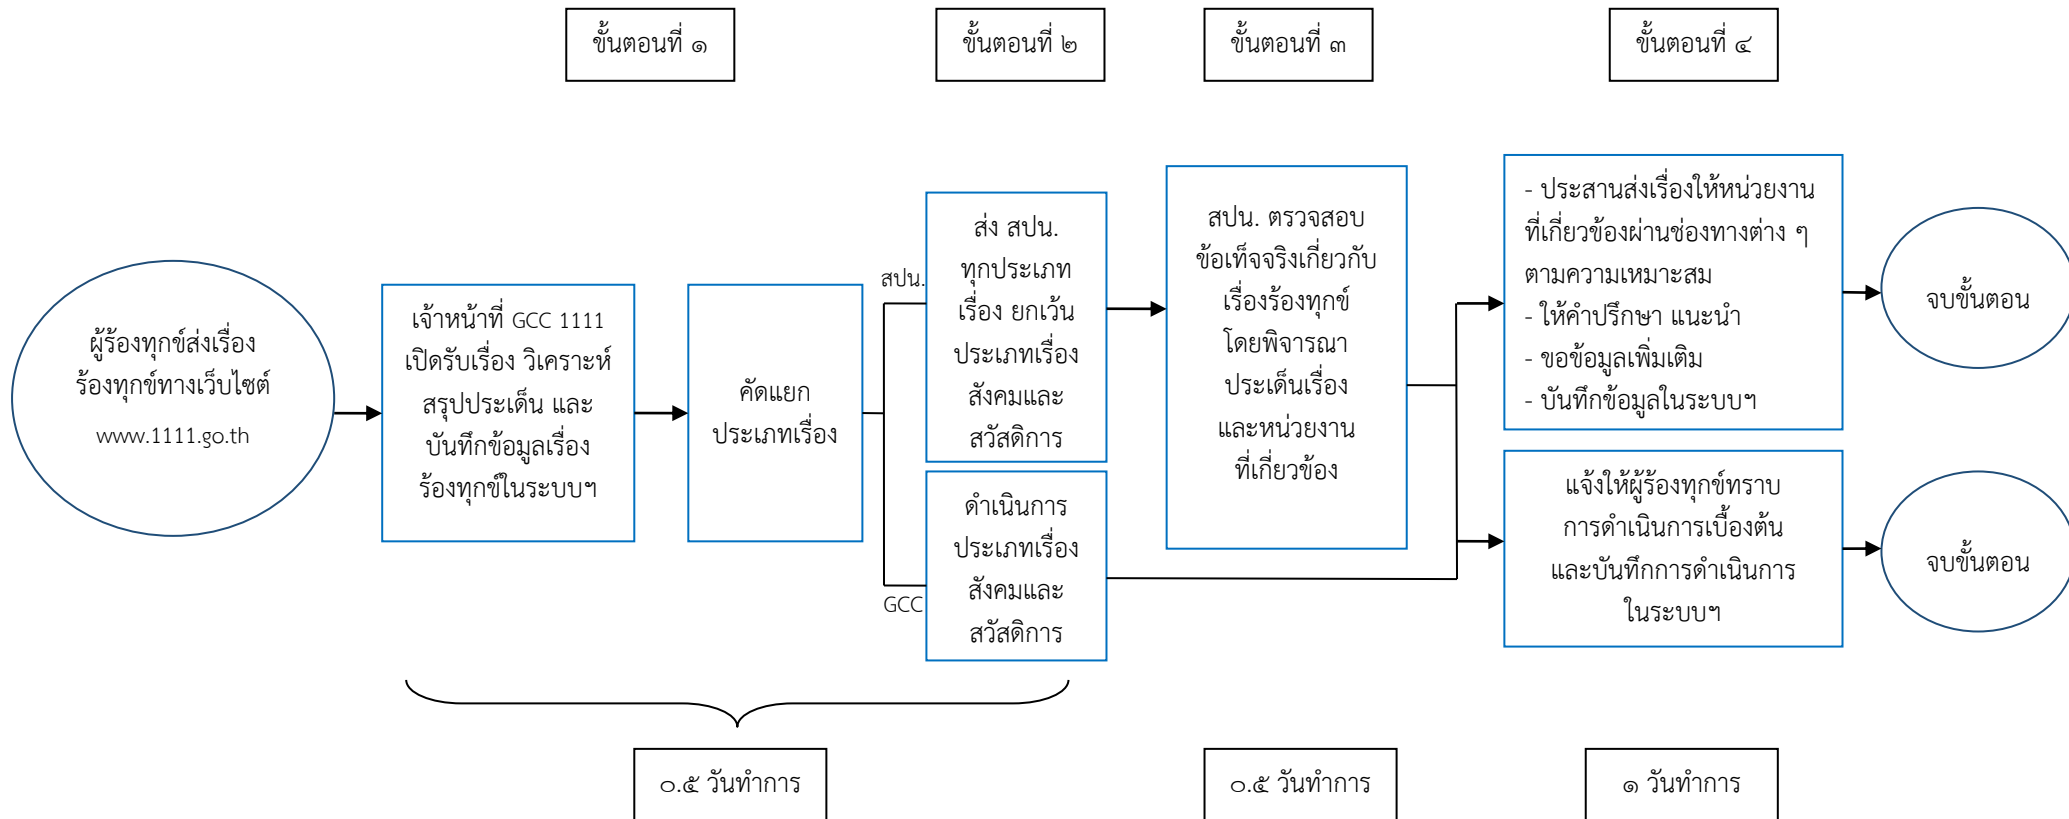 ขั้นตอนที่ ๑
ขั้นตอนที่ ๒
ขั้นตอนที่ ๓
ขั้นตอนที่ ๔
ผู้ร้องทุกข์ส่งเรื่อง
ร้องทุกข์ทางเว็บไซต์
www.1111.go.th
เจ้าหน้าที่ GCC 1111
เปิดรับเรื่อง วิเคราะห์
สรุปประเด็น และ
บันทึกข้อมูลเรื่อง
ร้องทุกข์ในระบบฯ
คัดแยก
ประเภทเรื่อง
สปน.
ส่ง สปน.
ทุกประเภท
เรื่อง ยกเว้น
ประเภทเรื่อง
สังคมและ
สวัสดิการ
GCC
ดำเนินการ
ประเภทเรื่อง
สังคมและ
สวัสดิการ
สปน. ตรวจสอบ
ข้อเท็จจริงเกี่ยวกับ
เรื่องร้องทุกข์
โดยพิจารณา
ประเด็นเรื่อง
และหน่วยงาน
ที่เกี่ยวข้อง
- ประสานส่งเรื่องให้หน่วยงาน
ที่เกี่ยวข้องผ่านช่องทางต่าง ๆ
ตามความเหมาะสม
- ให้คำปรึกษา แนะนำ
- ขอข้อมูลเพิ่มเติม
- บันทึกข้อมูลในระบบฯ
จบขั้นตอน
แจ้งให้ผู้ร้องทุกข์ทราบ
การดำเนินการเบื้องต้น
และบันทึกการดำเนินการ
ในระบบฯ
จบขั้นตอน
๐.๕ วันทำการ
๐.๕ วันทำการ
๑ วันทำการ